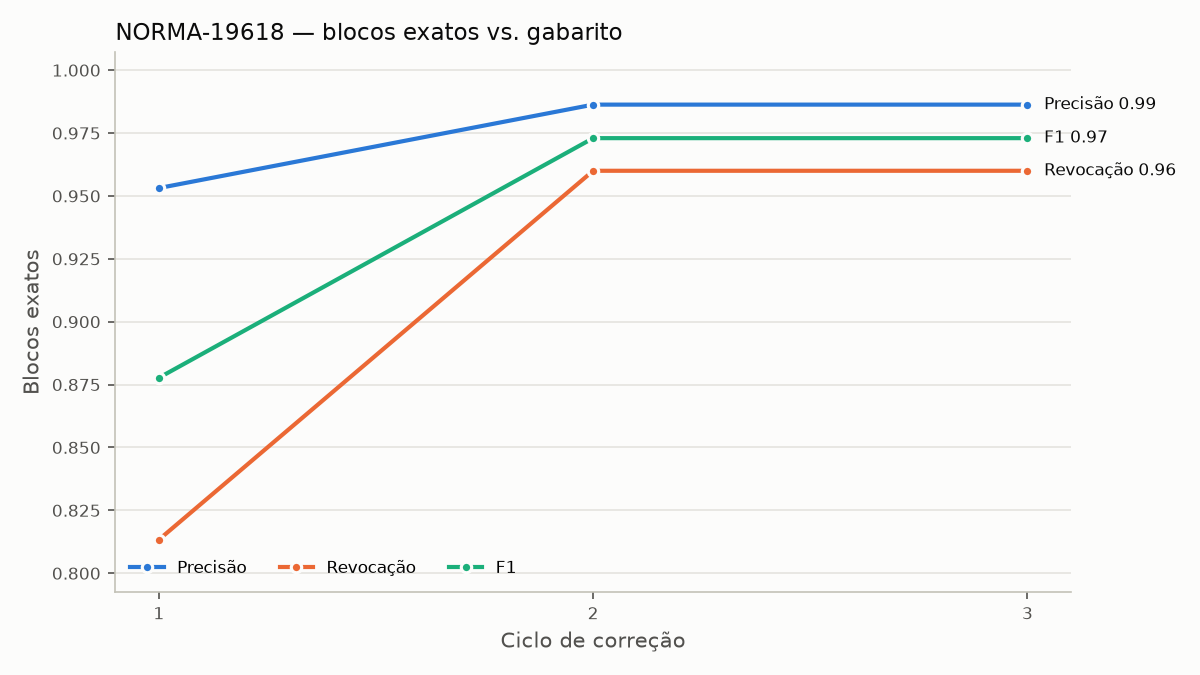 NORMA-19618 — blocos exatos vs. gabarito
1.000
0.975
0.950
0.925
0.900
0.875
0.850
0.825
0.800
Blocos exatos
Precisão 0.99
F1 0.97
Revocação 0.96
Precisão Revocação F1
1 2 3
Ciclo de correção